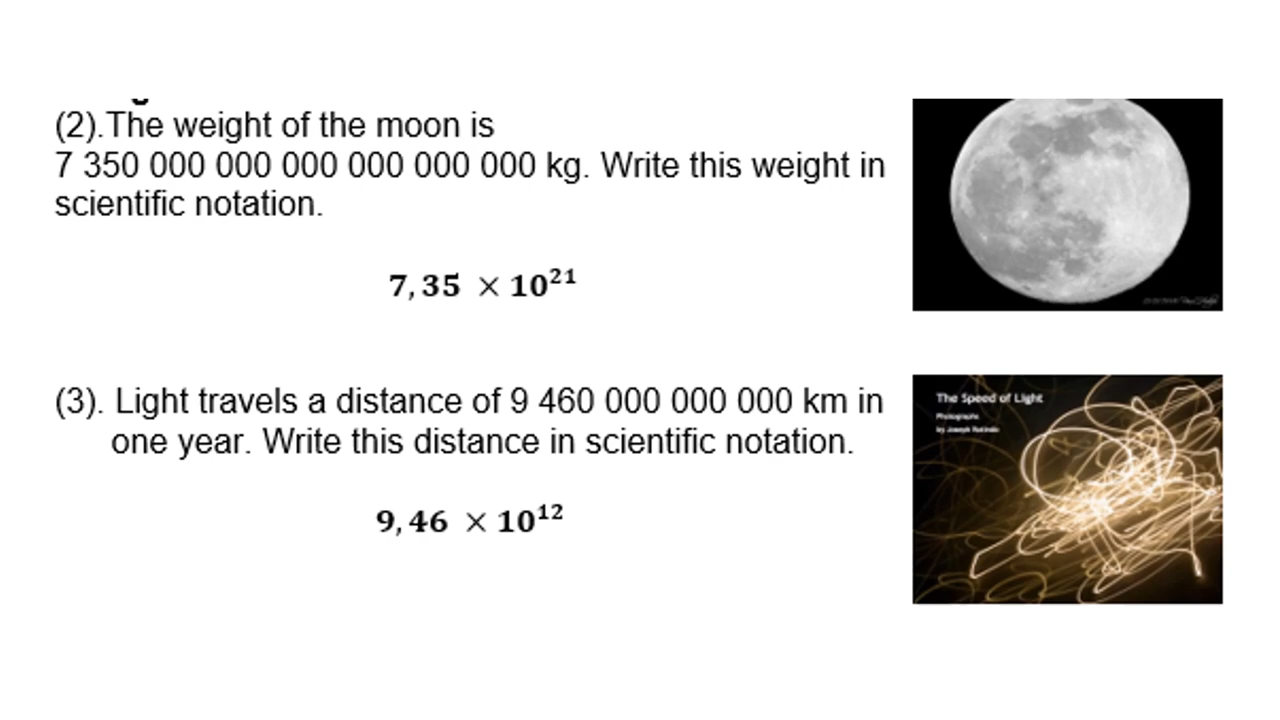 (2).The weight of the moon is
7 350 000 000 000 000 000 000 kg. Write this weight in
scientific notation.
7,35 × 10²¹
(3). Light travels a distance of 9 460 000 000 000 km in
one year. Write this distance in scientific notation.
9,46 × 10¹²
The Speed of Light
Photographs